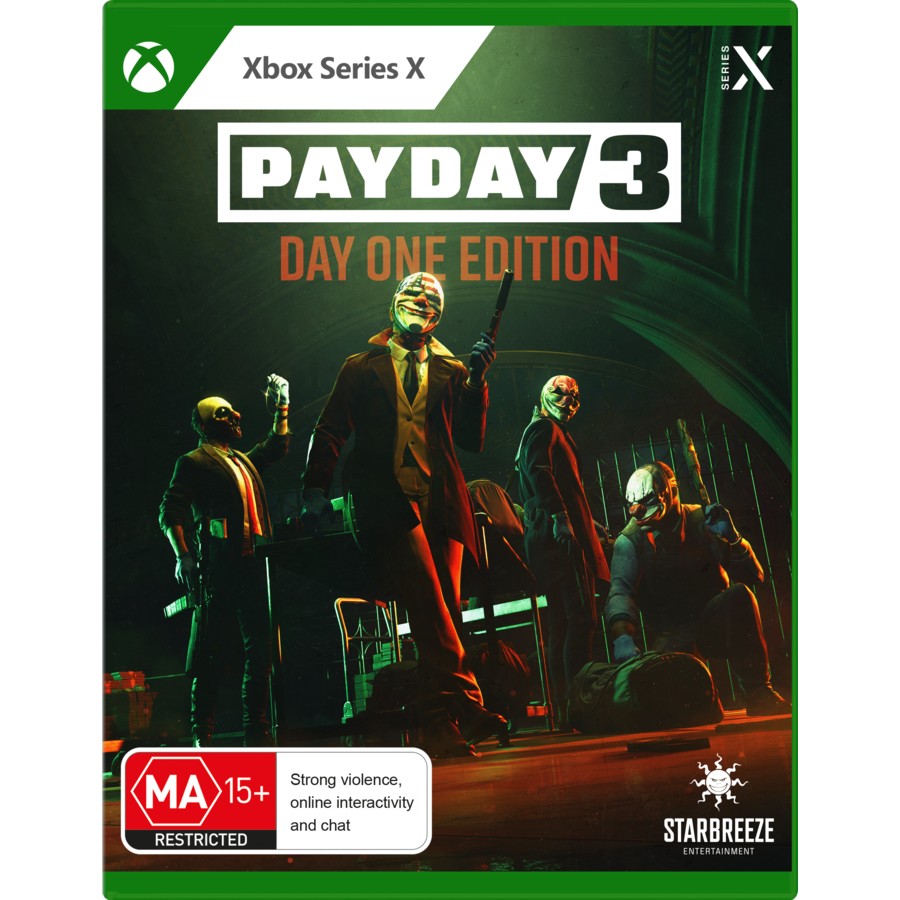 Xbox Series X
SERIES X
PAYDAY 3
DAY ONE EDITION
MA 15+
RESTRICTED
Strong violence,
online interactivity
and chat
STARBREEZE
ENTERTAINMENT